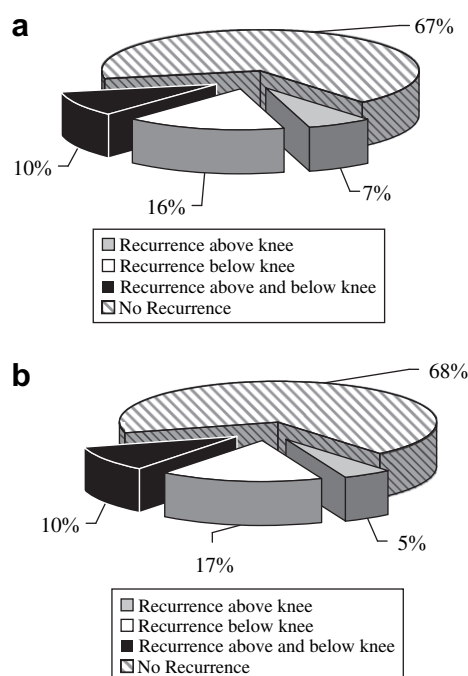 a
67%
10%
16%
7%
Recurrence above knee
Recurrence below knee
Recurrence above and below knee
No Recurrence
b
68%
10%
17%
5%
Recurrence above knee
Recurrence below knee
Recurrence above and below knee
No Recurrence